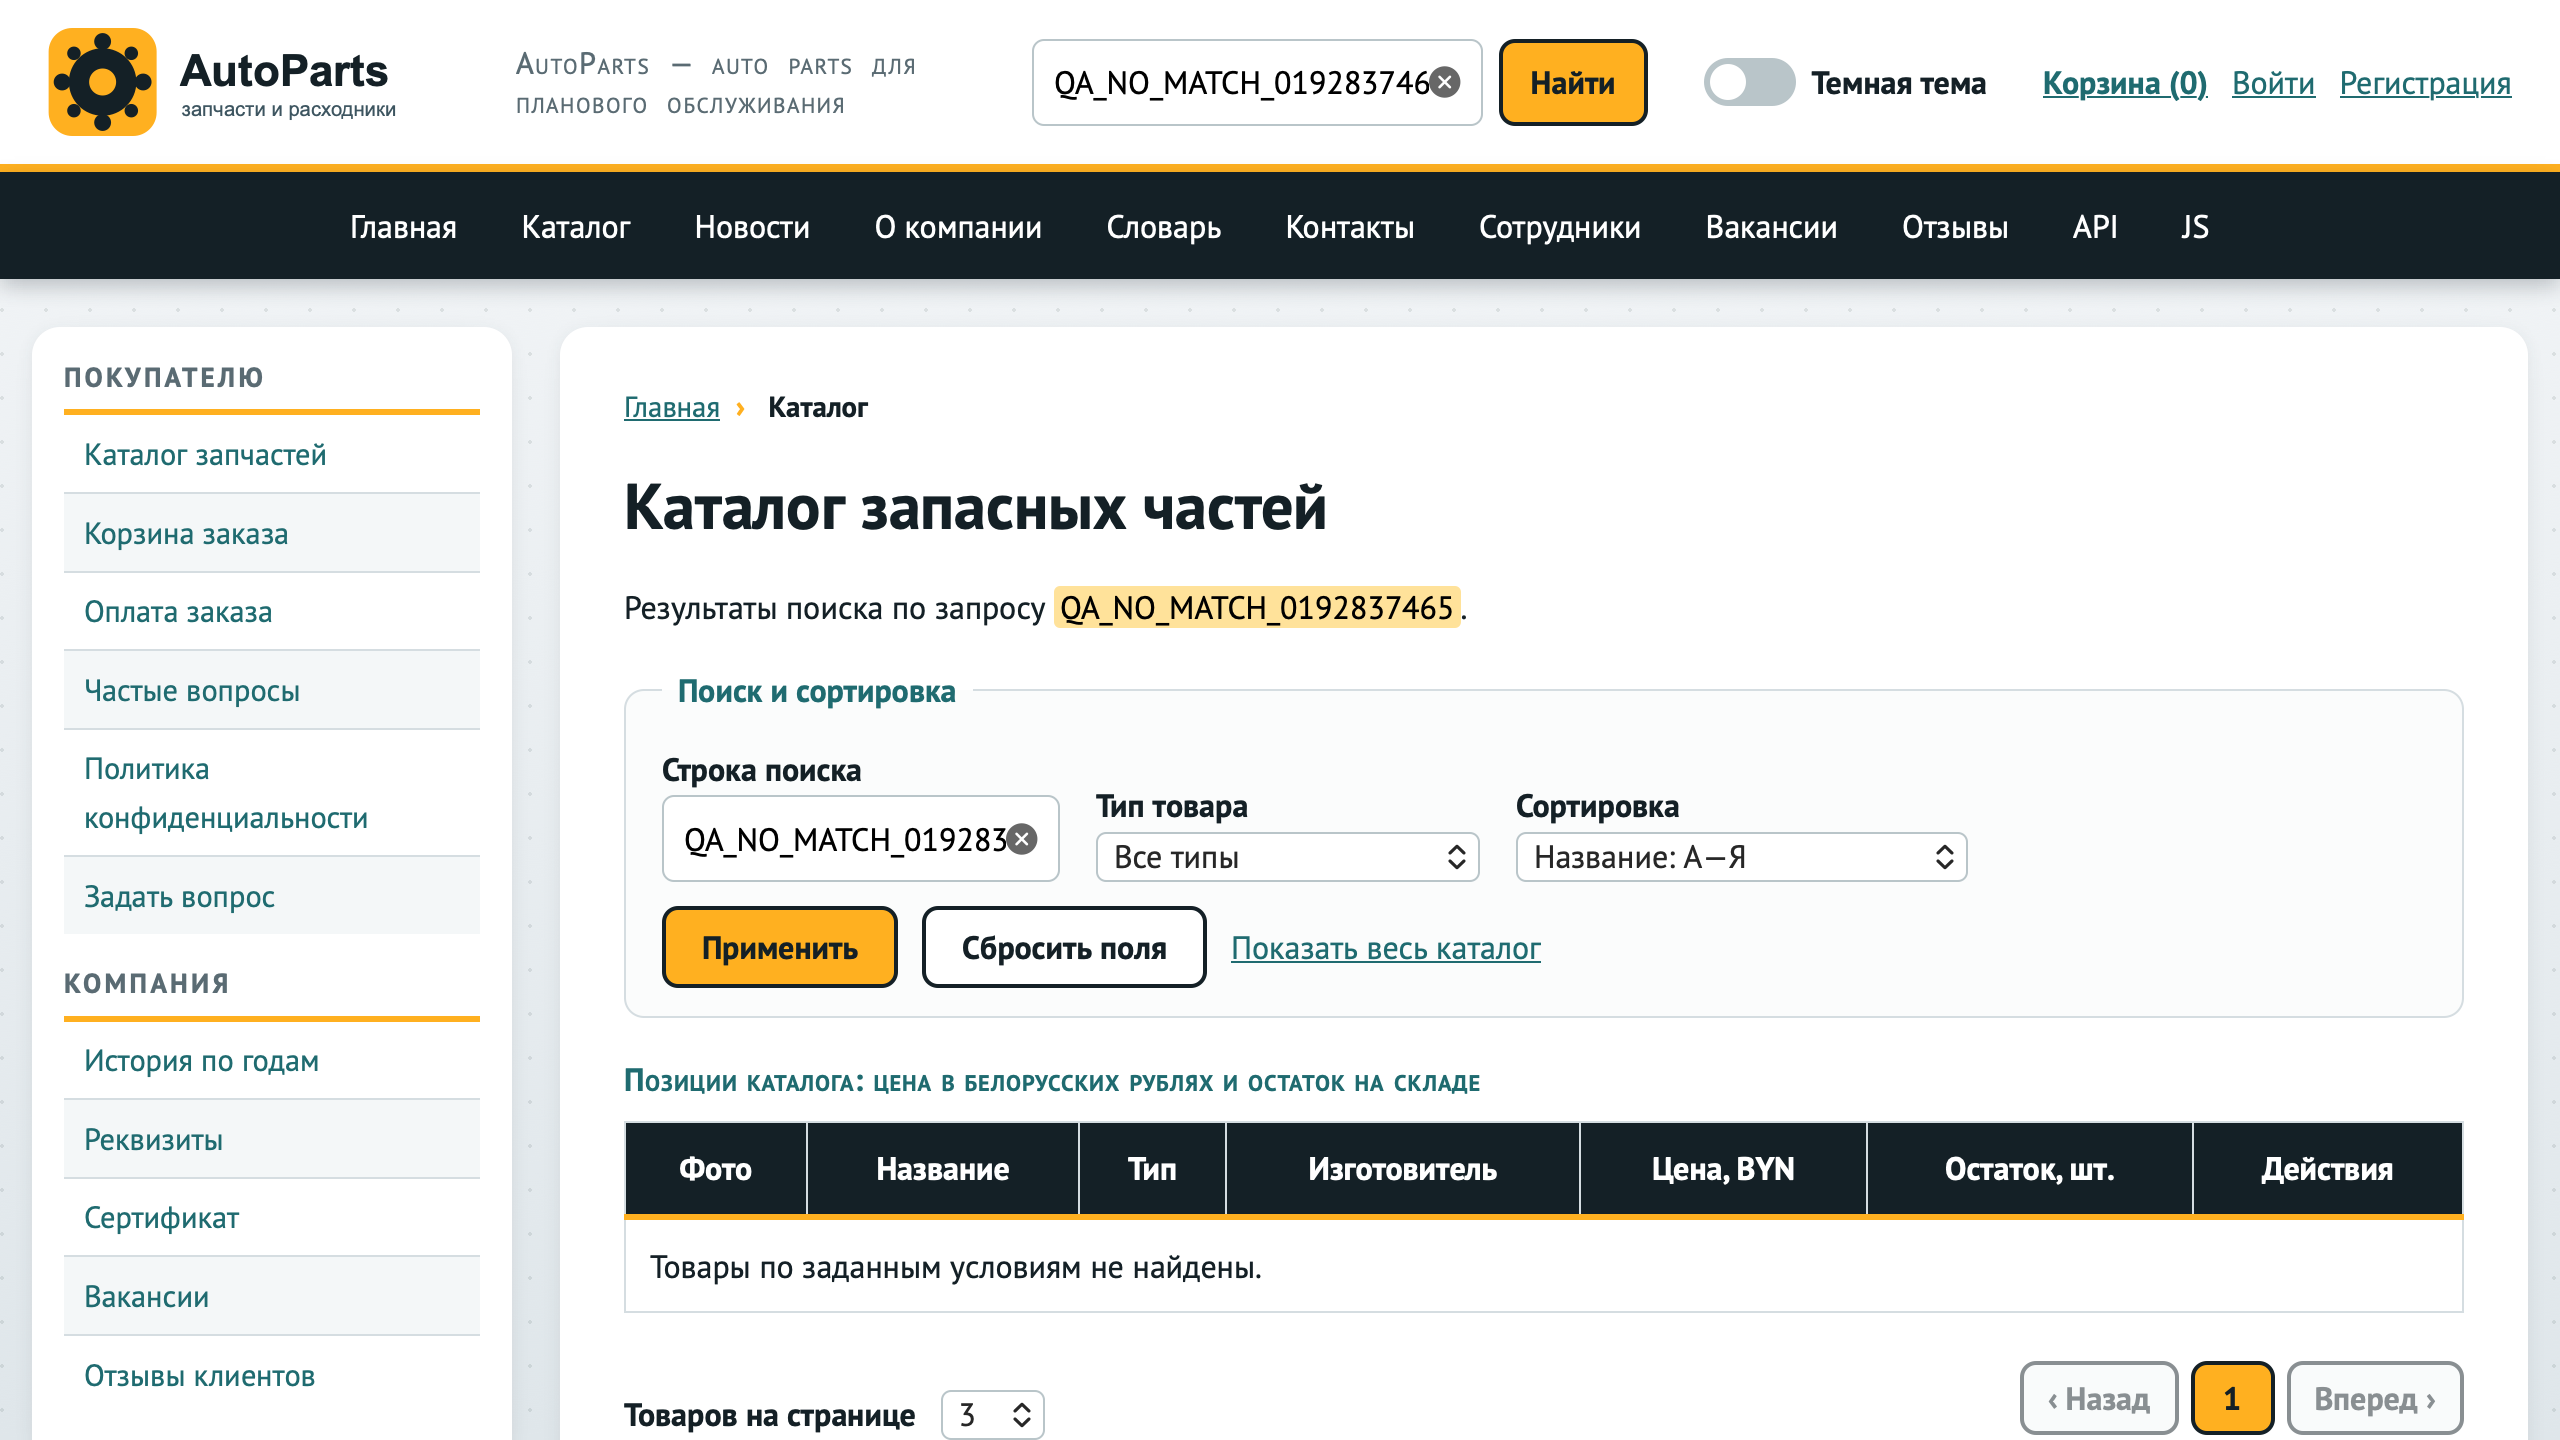 AutoParts
запчасти и расходники
AutoParts — auto parts для
планового обслуживания
QA_NO_MATCH_019283746
Найти
Темная тема
Корзина (0)
Войти
Регистрация
Главная
Каталог
Новости
О компании
Словарь
Контакты
Сотрудники
Вакансии
Отзывы
API
JS
ПОКУПАТЕЛЮ
Каталог запчастей
Корзина заказа
Оплата заказа
Частые вопросы
Политика
конфиденциальности
Задать вопрос
КОМПАНИЯ
История по годам
Реквизиты
Сертификат
Вакансии
Отзывы клиентов
Главная › Каталог
Каталог запасных частей
Результаты поиска по запросу QA_NO_MATCH_0192837465.
Поиск и сортировка
Строка поиска
QA_NO_MATCH_019283
Тип товара
Все типы
Сортировка
Название: А—Я
Применить
Сбросить поля
Показать весь каталог
Позиции каталога: цена в белорусских рублях и остаток на складе
Фото
Название
Тип
Изготовитель
Цена, BYN
Остаток, шт.
Действия
Товары по заданным условиям не найдены.
Товаров на странице
3
‹ Назад
1
Вперед ›